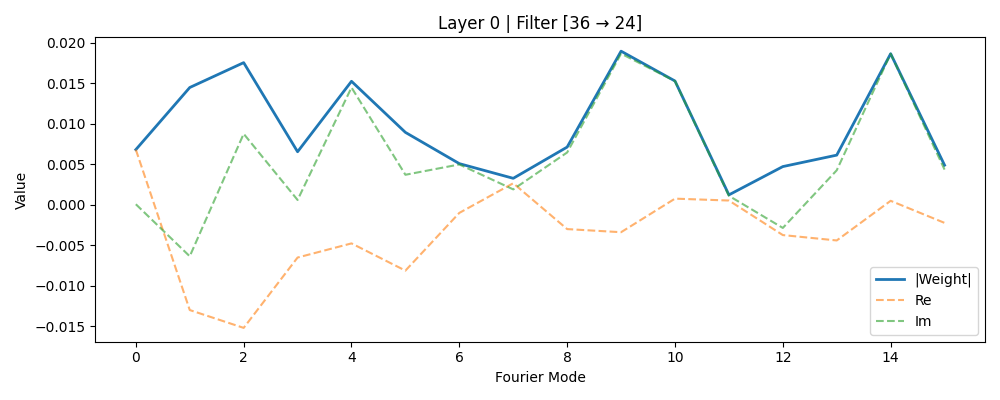 Layer 0 | Filter [36 → 24]
0.020
0.015
0.010
0.005
0.000
−0.005
−0.010
−0.015
Value
0 2 4 6 8 10 12 14
Fourier Mode
|Weight|
Re
Im